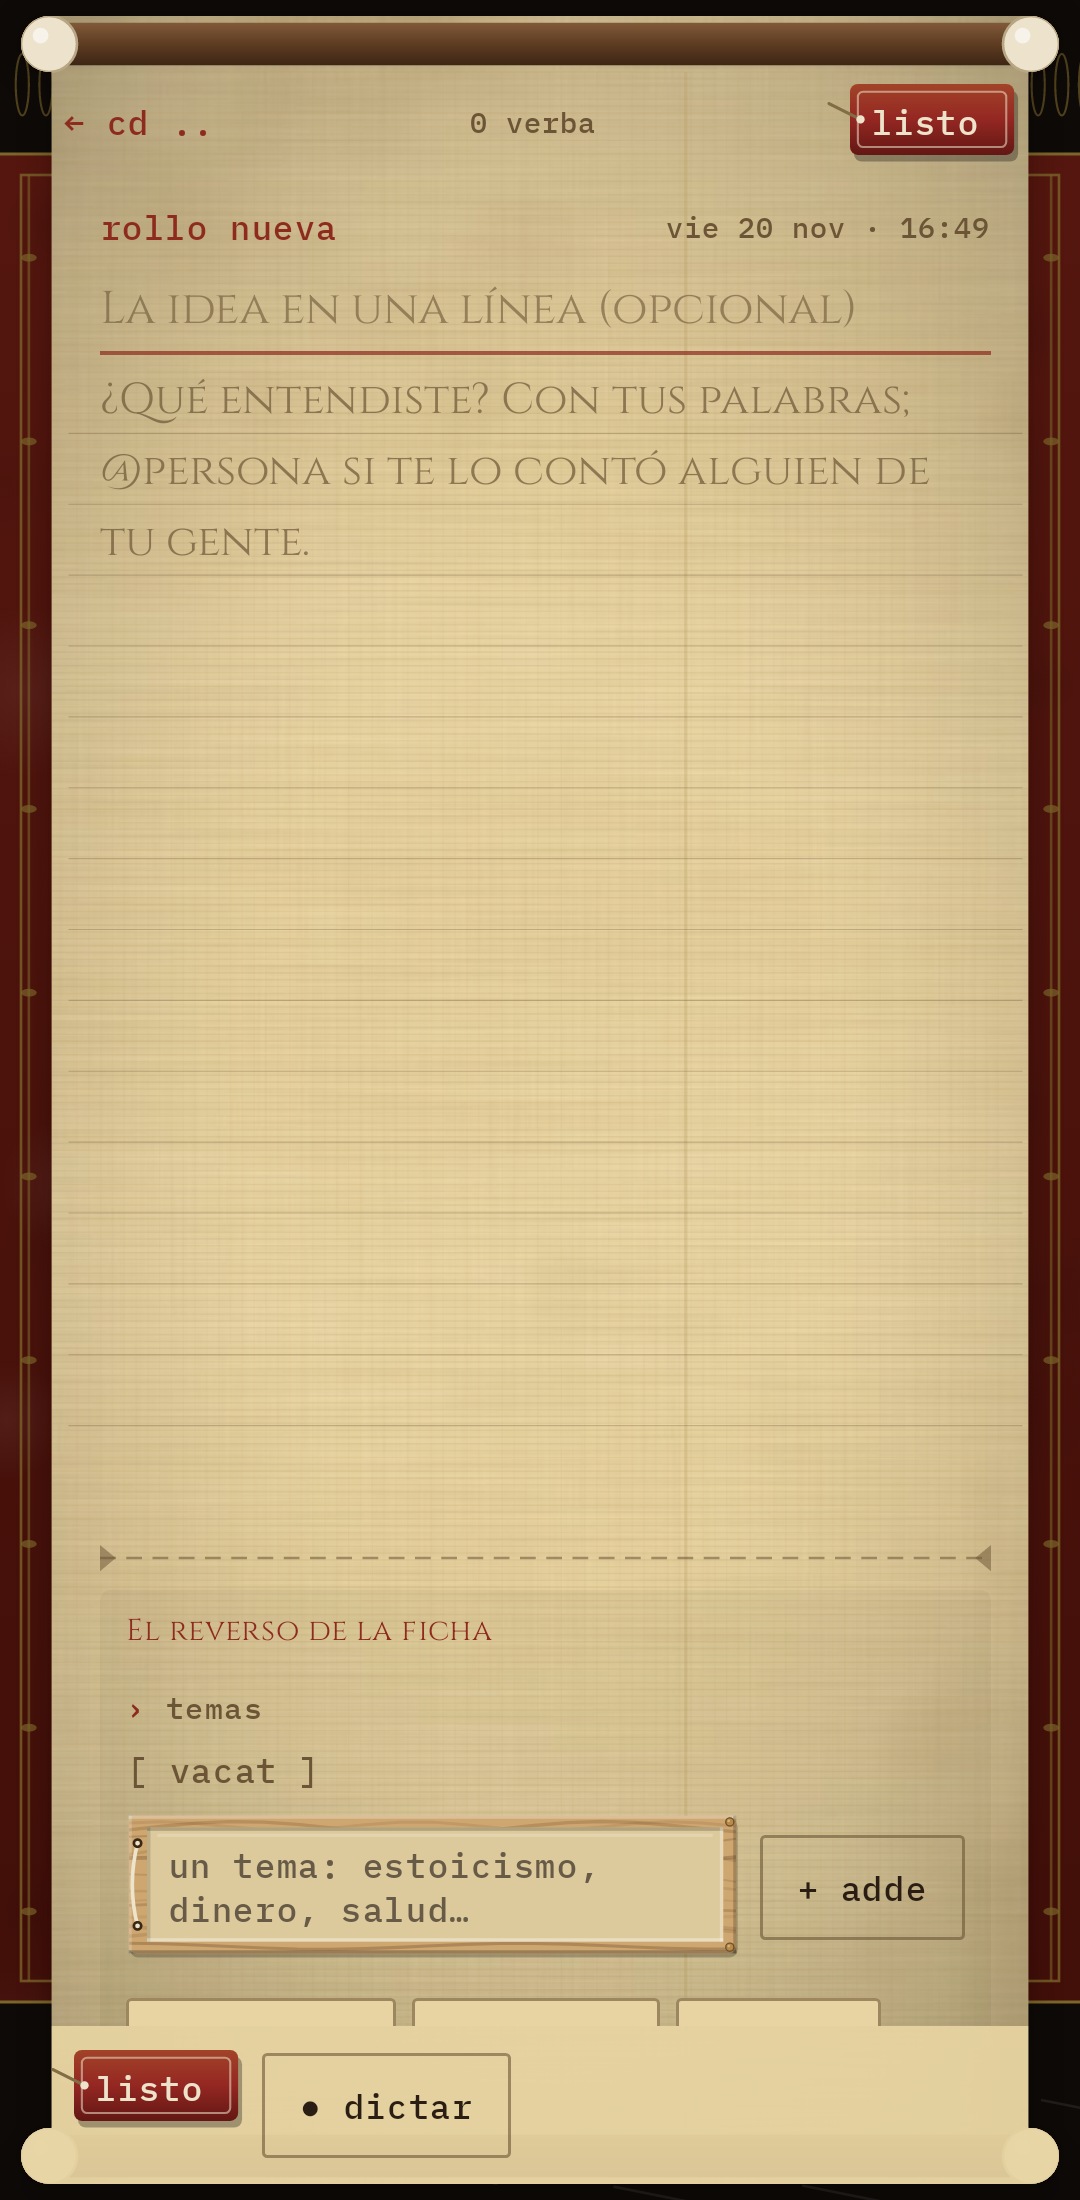 ← cd ..
0 verba
listo
rollo nueva
vie 20 nov · 16:49
La idea en una línea (opcional)
¿Qué entendiste? Con tus palabras;
@persona si te lo contó alguien de
tu gente.
El reverso de la ficha
› temas
[ vacat ]
un tema: estoicismo,
dinero, salud…
+ adde
listo
● dictar